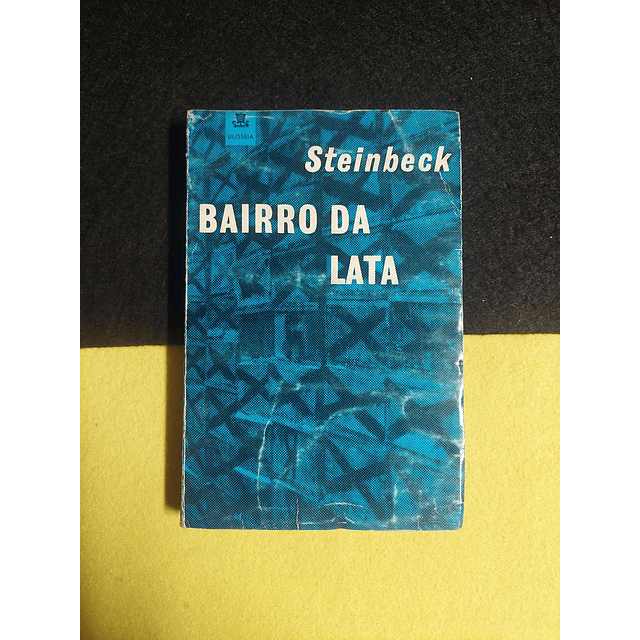 ULISSEIA
Steinbeck
BAIRRO DA
LATA